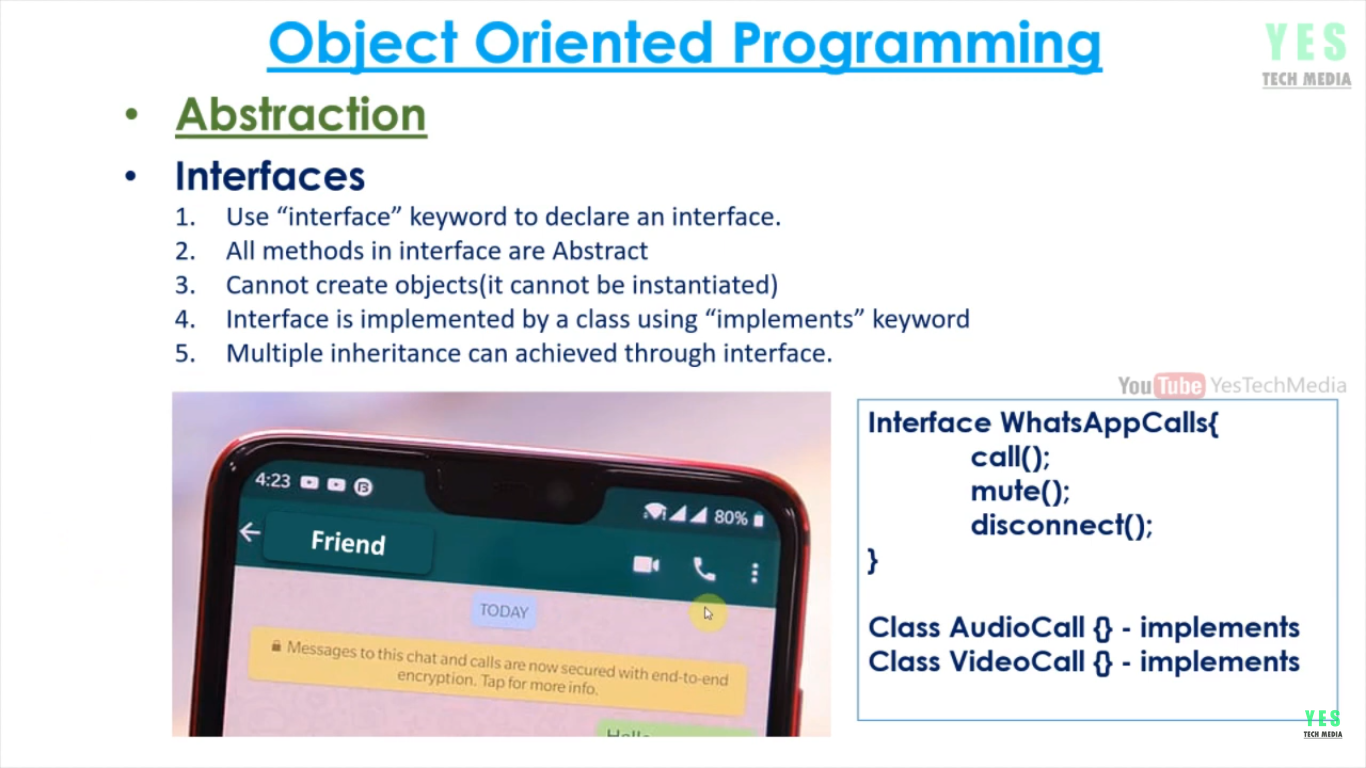 Object Oriented Programming
YES
TECH MEDIA
• Abstraction
• Interfaces
1. Use “interface” keyword to declare an interface.
2. All methods in interface are Abstract
3. Cannot create objects(it cannot be instantiated)
4. Interface is implemented by a class using “implements” keyword
5. Multiple inheritance can achieved through interface.
YouTube YesTechMedia
4:23
80%
Friend
TODAY
Messages to this chat and calls are now secured with end-to-end
encryption. Tap for more info.
Interface WhatsAppCalls{
call();
mute();
disconnect();
}
Class AudioCall {} - implements
Class VideoCall {} - implements
YES
TECH MEDIA